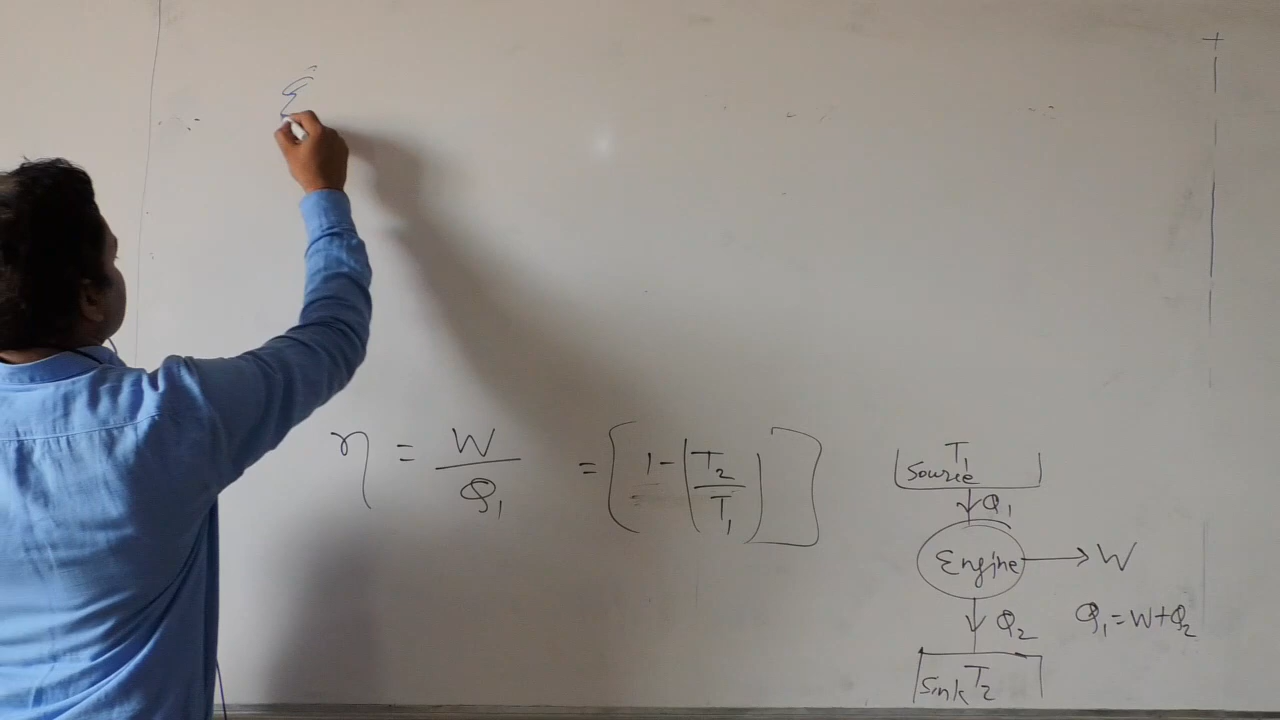 η = W / Q₁ = [1 - (T₂ / T₁)]
T₁
Source
Q₁
Engine → W
Q₂
Q₁ = W + Q₂
Sink T₂